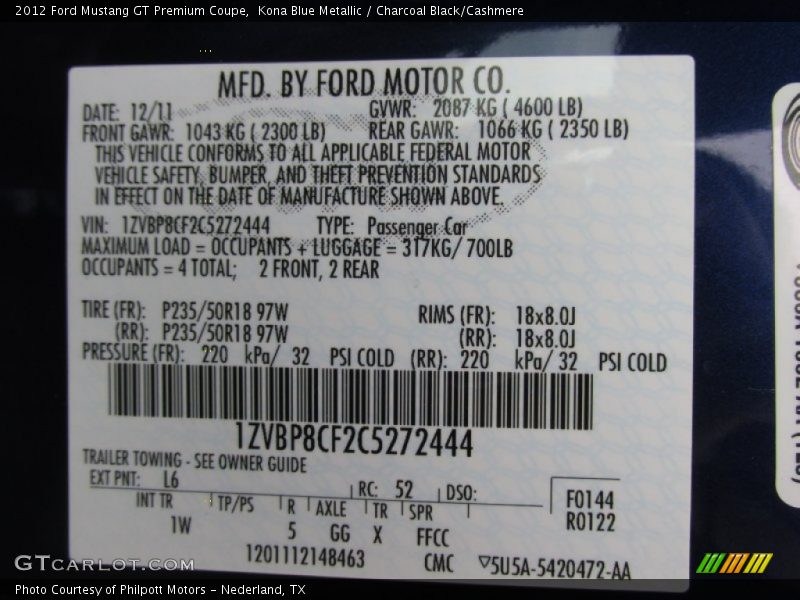 2012 Ford Mustang GT Premium Coupe,  Kona Blue Metallic / Charcoal Black/Cashmere
MFD. BY FORD MOTOR CO.
DATE: 12/11 GVWR: 2087 KG ( 4600 LB)
FRONT GAWR: 1043 KG ( 2300 LB) REAR GAWR: 1066 KG ( 2350 LB)
THIS VEHICLE CONFORMS TO ALL APPLICABLE FEDERAL MOTOR
VEHICLE SAFETY, BUMPER, AND THEFT PREVENTION STANDARDS
IN EFFECT ON THE DATE OF MANUFACTURE SHOWN ABOVE.
VIN: 1ZVBP8CF2C5272444 TYPE: Passenger Car
MAXIMUM LOAD = OCCUPANTS + LUGGAGE = 317KG/ 700LB
OCCUPANTS = 4 TOTAL; 2 FRONT, 2 REAR
TIRE (FR): P235/50R18 97W RIMS (FR): 18x8.0J
(RR): P235/50R18 97W (RR): 18x8.0J
PRESSURE (FR): 220 kPa/ 32 PSI COLD (RR): 220 kPa/ 32 PSI COLD
1ZVBP8CF2C5272444
TRAILER TOWING - SEE OWNER GUIDE
EXT PNT: L6 RC: 52 DSO:
INT TR TP/PS R AXLE TR SPR F0144
1W 5 GG X FFCC R0122
1201112148463 CMC 5U5A-5420472-AA
GTcarlot.com
Photo Courtesy of Philpott Motors - Nederland, TX